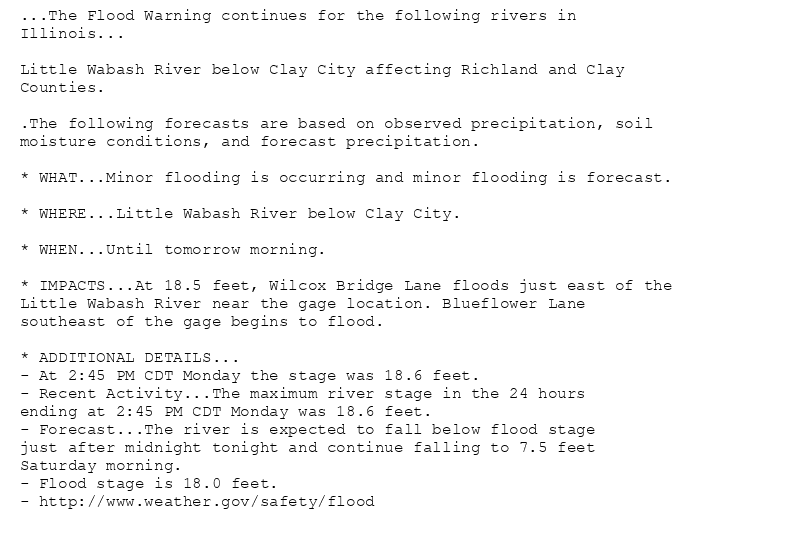 ...The Flood Warning continues for the following rivers in
Illinois...
Little Wabash River below Clay City affecting Richland and Clay
Counties.
.The following forecasts are based on observed precipitation, soil
moisture conditions, and forecast precipitation.
* WHAT...Minor flooding is occurring and minor flooding is forecast.
* WHERE...Little Wabash River below Clay City.
* WHEN...Until tomorrow morning.
* IMPACTS...At 18.5 feet, Wilcox Bridge Lane floods just east of the
Little Wabash River near the gage location. Blueflower Lane
southeast of the gage begins to flood.
* ADDITIONAL DETAILS...
- At 2:45 PM CDT Monday the stage was 18.6 feet.
- Recent Activity...The maximum river stage in the 24 hours
ending at 2:45 PM CDT Monday was 18.6 feet.
- Forecast...The river is expected to fall below flood stage
just after midnight tonight and continue falling to 7.5 feet
Saturday morning.
- Flood stage is 18.0 feet.
- http://www.weather.gov/safety/flood